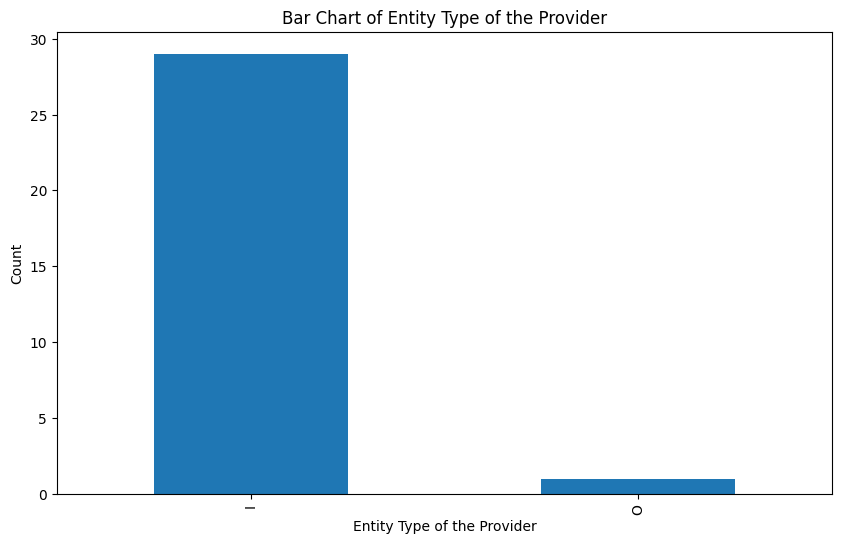 Bar Chart of Entity Type of the Provider
30
25
20
15
10
5
0
Count
I
O
Entity Type of the Provider